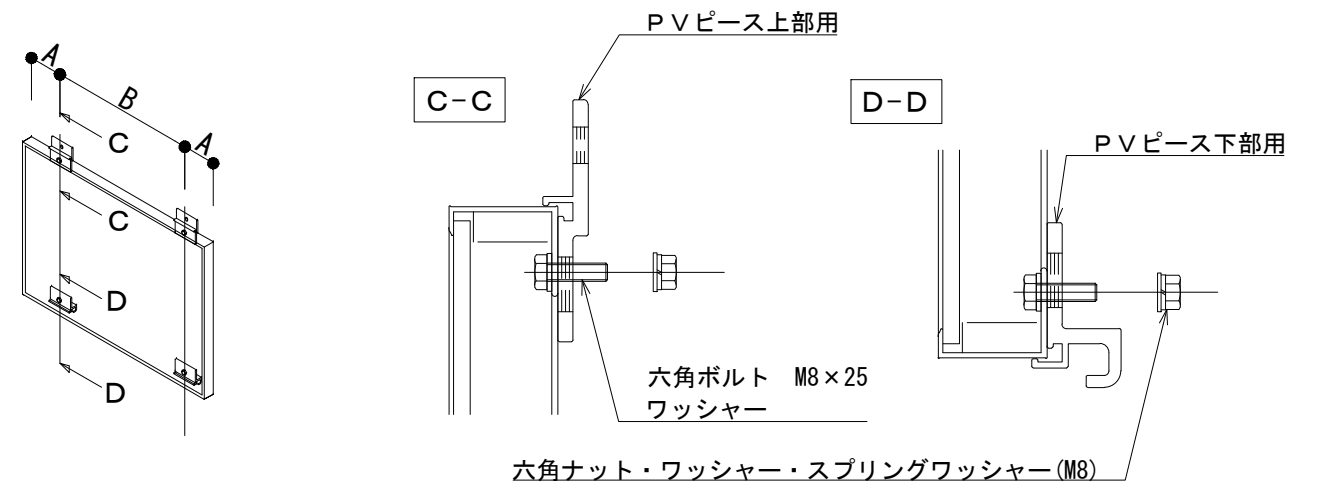 A
B
A
C
C
D
D
C-C
PVピース上部用
六角ボルト　M8×25
ワッシャー
D-D
PVピース下部用
六角ナット・ワッシャー・スプリングワッシャー(M8)